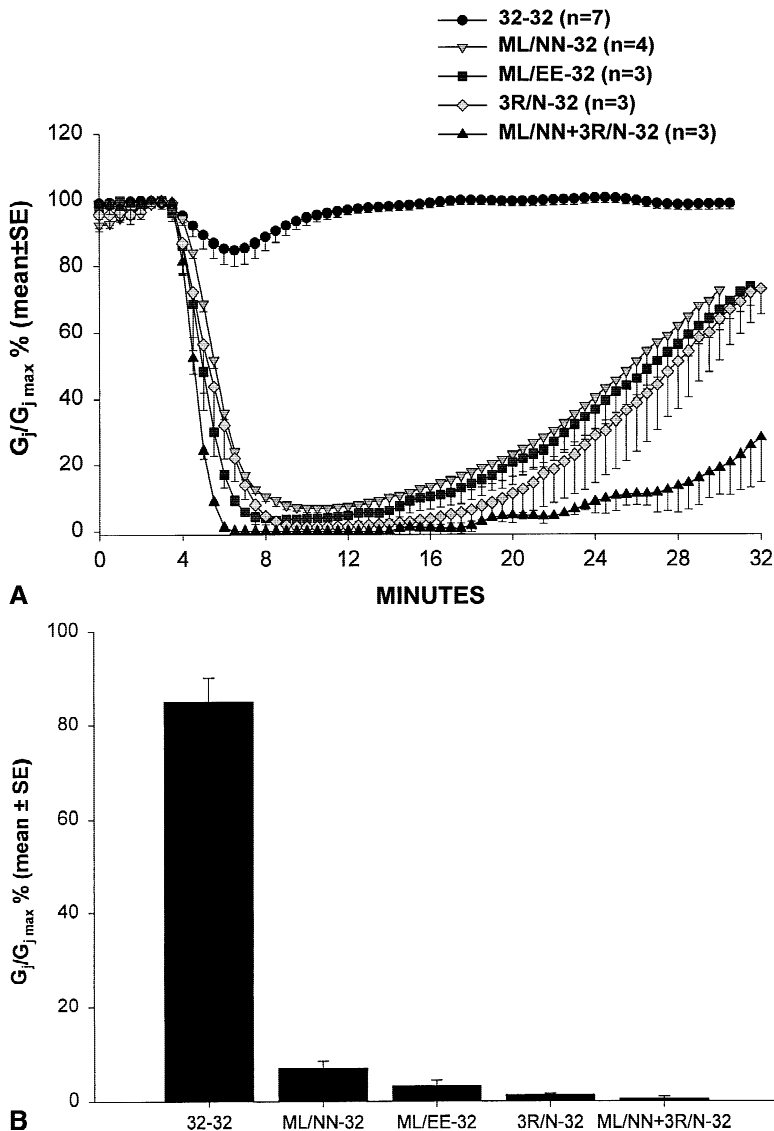 32-32 (n=7)
ML/NN-32 (n=4)
ML/EE-32 (n=3)
3R/N-32 (n=3)
ML/NN+3R/N-32 (n=3)
Gj/Gj max % (mean±SE)
120
100
80
60
40
20
0
0 4 8 12 16 20 24 28 32
MINUTES
A
Gj/Gj max % (mean ± SE)
100
80
60
40
20
0
32-32 ML/NN-32 ML/EE-32 3R/N-32 ML/NN+3R/N-32
B